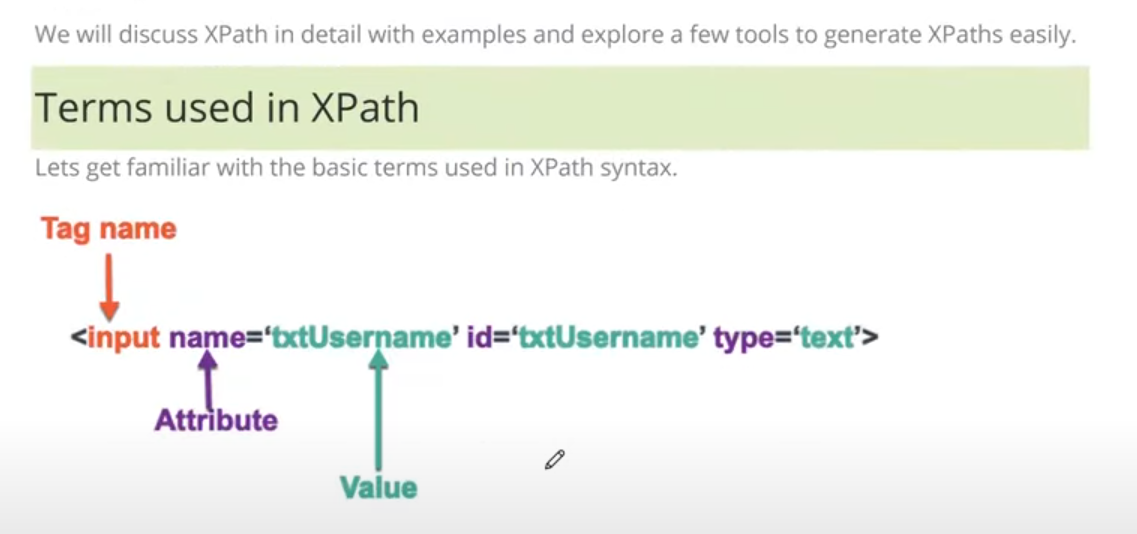 We will discuss XPath in detail with examples and explore a few tools to generate XPaths easily.
Terms used in XPath
Lets get familiar with the basic terms used in XPath syntax.
Tag name
<input name=‘txtUsername’ id=‘txtUsername’ type=‘text’>
Attribute
Value